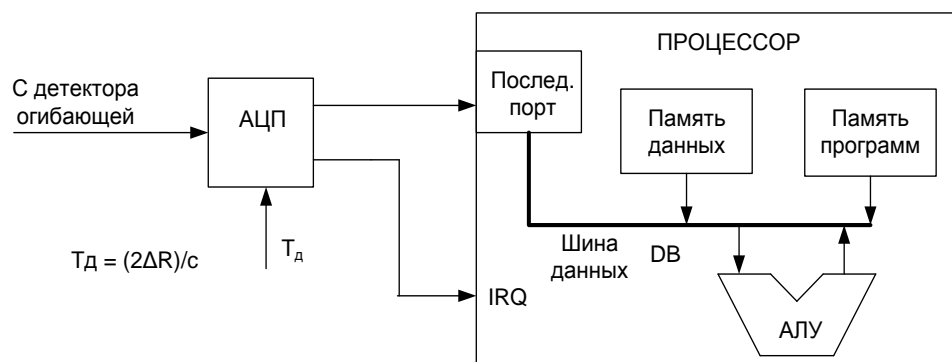 ПРОЦЕССОР
С детектора
огибающей
АЦП
Послед.
порт
Память
данных
Память
программ
Tд = (2ΔR)/c
Tд
Шина
данных
DB
IRQ
АЛУ